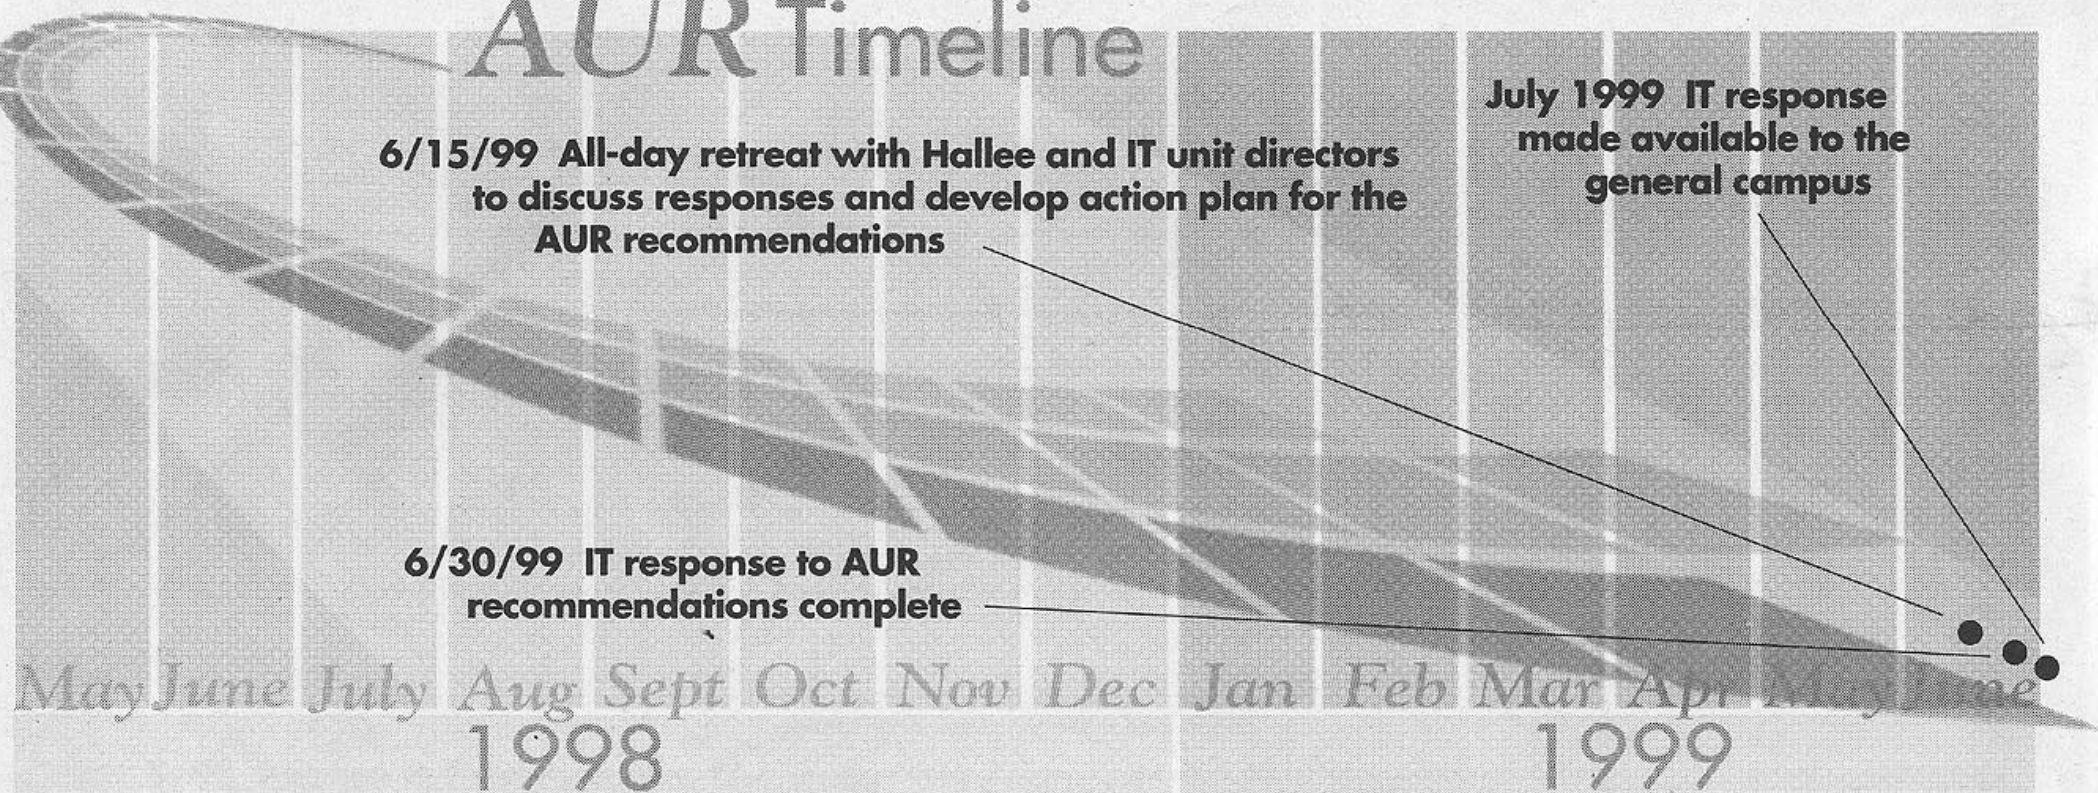 AUR Timeline
6/15/99 All-day retreat with Hallee and IT unit directors
to discuss responses and develop action plan for the
AUR recommendations
July 1999 IT response
made available to the
general campus
6/30/99 IT response to AUR
recommendations complete
May June July Aug Sept Oct Nov Dec Jan Feb Mar Apr May June
1998 1999